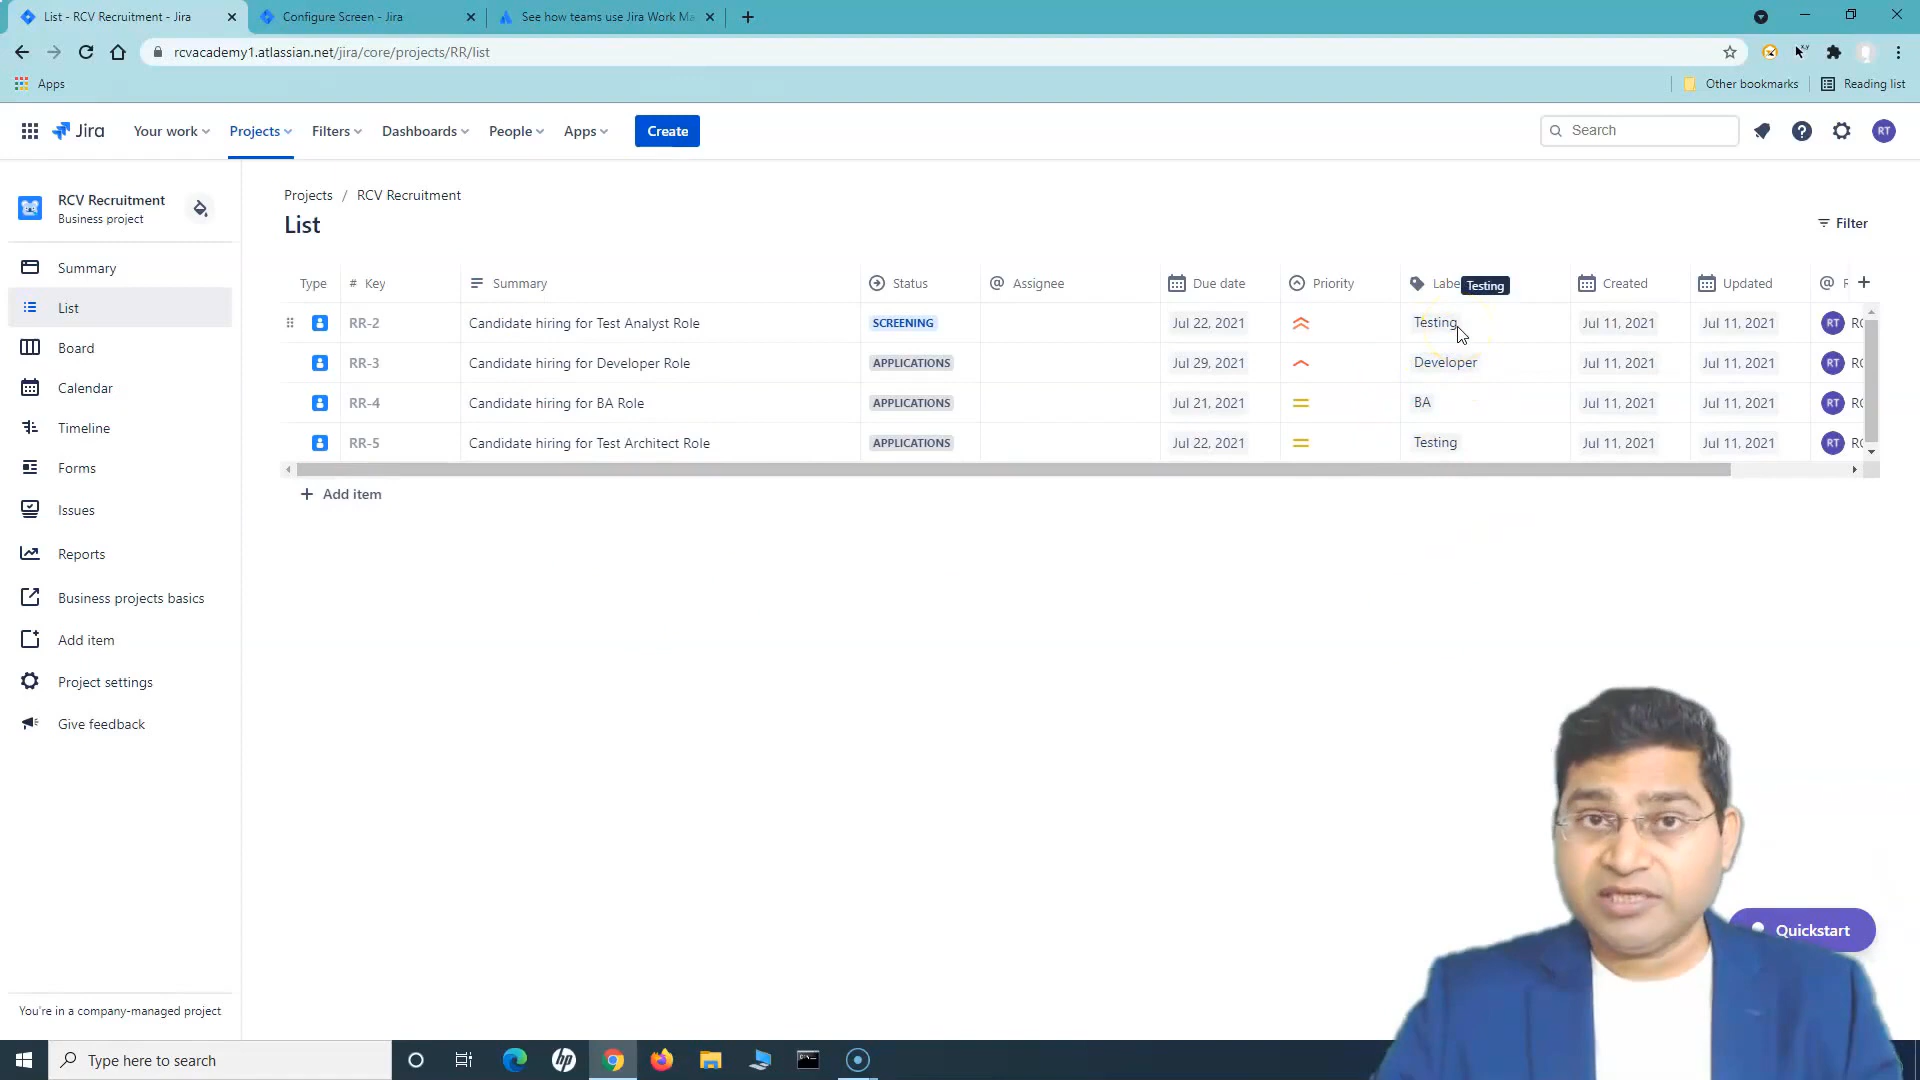 List - RCV Recruitment - Jira
Configure Screen - Jira
See how teams use Jira Work Ma
rcvacademy1.atlassian.net/jira/core/projects/RR/list
Apps
Other bookmarks
Reading list
Jira
Your work
Projects
Filters
Dashboards
People
Apps
Create
Search
RT
RCV Recruitment
Business project
Projects / RCV Recruitment
List
Filter
Summary
List
Board
Calendar
Timeline
Forms
Issues
Reports
Business projects basics
Add item
Project settings
Give feedback
You're in a company-managed project
Type # Key Summary Status @ Assignee Due date Priority Labe Testing Created Updated @ R
RR-2 Candidate hiring for Test Analyst Role SCREENING Jul 22, 2021 Testing Jul 11, 2021 Jul 11, 2021 RT RC
RR-3 Candidate hiring for Developer Role APPLICATIONS Jul 29, 2021 Developer Jul 11, 2021 Jul 11, 2021 RT RC
RR-4 Candidate hiring for BA Role APPLICATIONS Jul 21, 2021 BA Jul 11, 2021 Jul 11, 2021 RT RC
RR-5 Candidate hiring for Test Architect Role APPLICATIONS Jul 22, 2021 Testing Jul 11, 2021 Jul 11, 2021 RT RC
+ Add item
Quickstart
Type here to search
hp